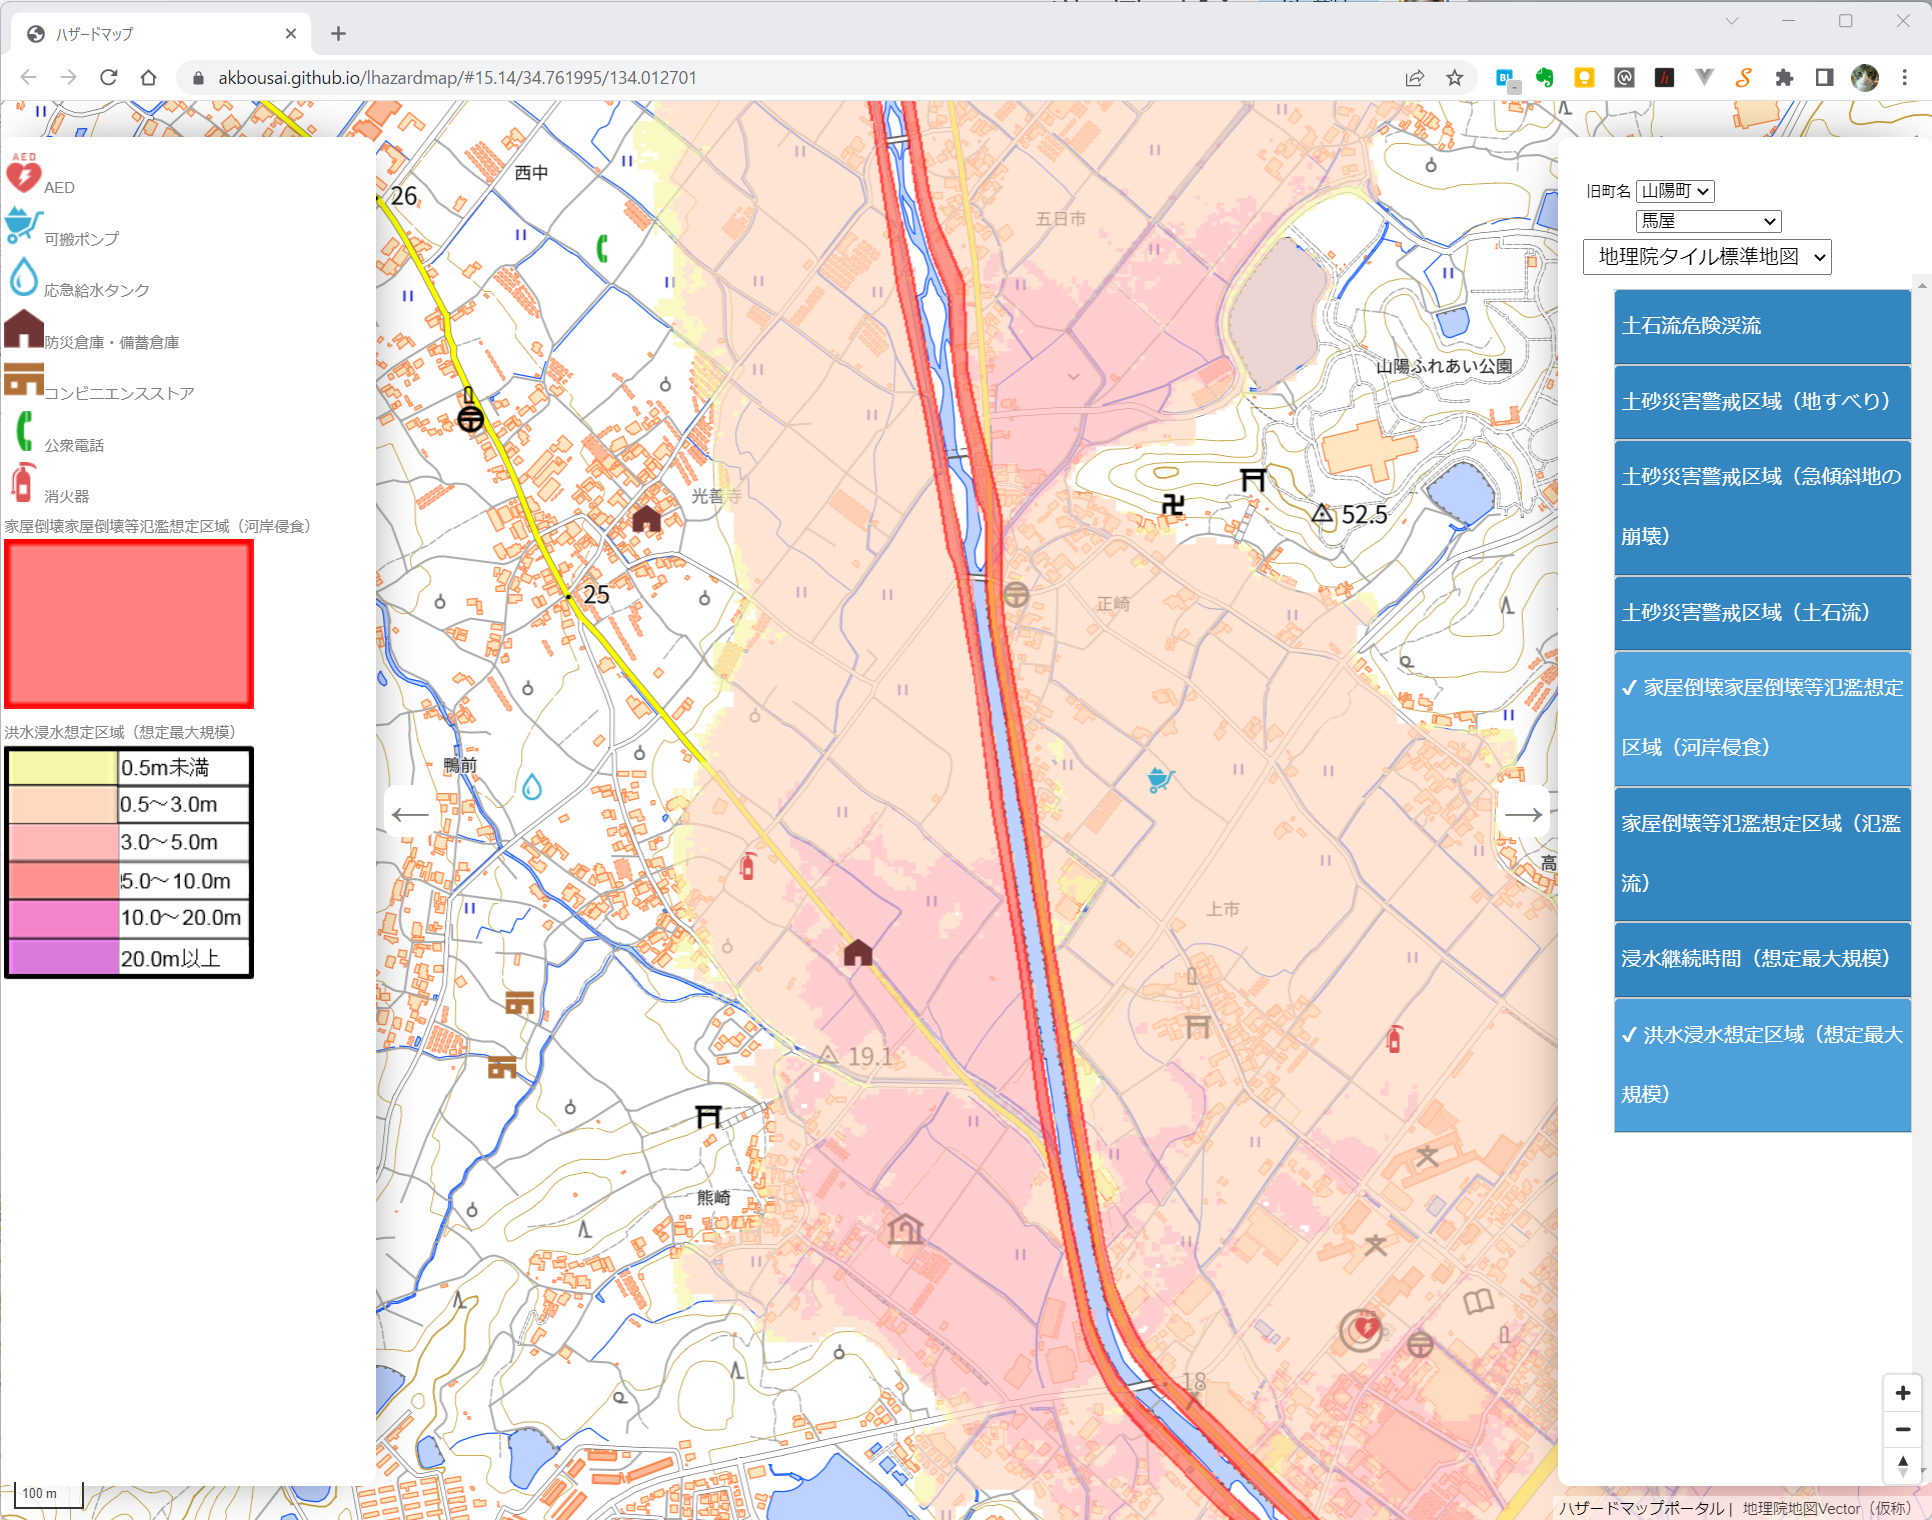 ハザードマップ
akbousai.github.io/lhazardmap/#15.14/34.761995/134.012701
AED
AED
可搬ポンプ
応急給水タンク
防災倉庫・備蓄倉庫
コンビニエンスストア
公衆電話
消火器
家屋倒壊家屋倒壊等氾濫想定区域（河岸侵食）
洪水浸水想定区域（想定最大規模）
0.5m未満
0.5～3.0m
3.0～5.0m
5.0～10.0m
10.0～20.0m
20.0m以上
100 m
26
西中
五日市
山陽ふれあい公園
光善寺
52.5
25
正崎
鴨前
高
上市
19.1
熊崎
AED
18
旧町名 山陽町
馬屋
地理院タイル標準地図
土石流危険渓流
土砂災害警戒区域（地すべり）
土砂災害警戒区域（急傾斜地の
崩壊）
土砂災害警戒区域（土石流）
✓ 家屋倒壊家屋倒壊等氾濫想定
区域（河岸侵食）
家屋倒壊等氾濫想定区域（氾濫
流）
浸水継続時間（想定最大規模）
✓ 洪水浸水想定区域（想定最大
規模）
ハザードマップポータル | 地理院地図Vector（仮称）